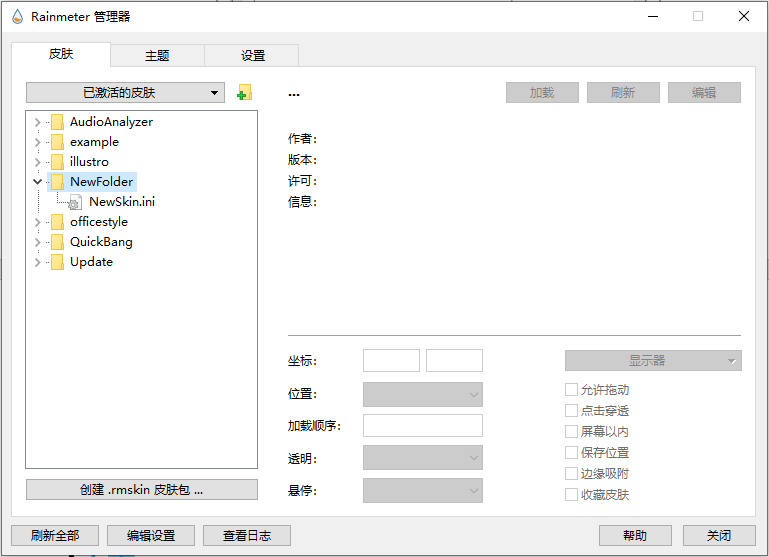 Rainmeter 管理器
皮肤
主题
设置
已激活的皮肤
...
加载
刷新
编辑
AudioAnalyzer
example
illustro
NewFolder
NewSkin.ini
officestyle
QuickBang
Update
作者:
版本:
许可:
信息:
坐标:
显示器
位置:
允许拖动
点击穿透
加载顺序:
屏幕以内
保存位置
透明:
边缘吸附
悬停:
收藏皮肤
创建 .rmskin 皮肤包 ...
刷新全部
编辑设置
查看日志
帮助
关闭